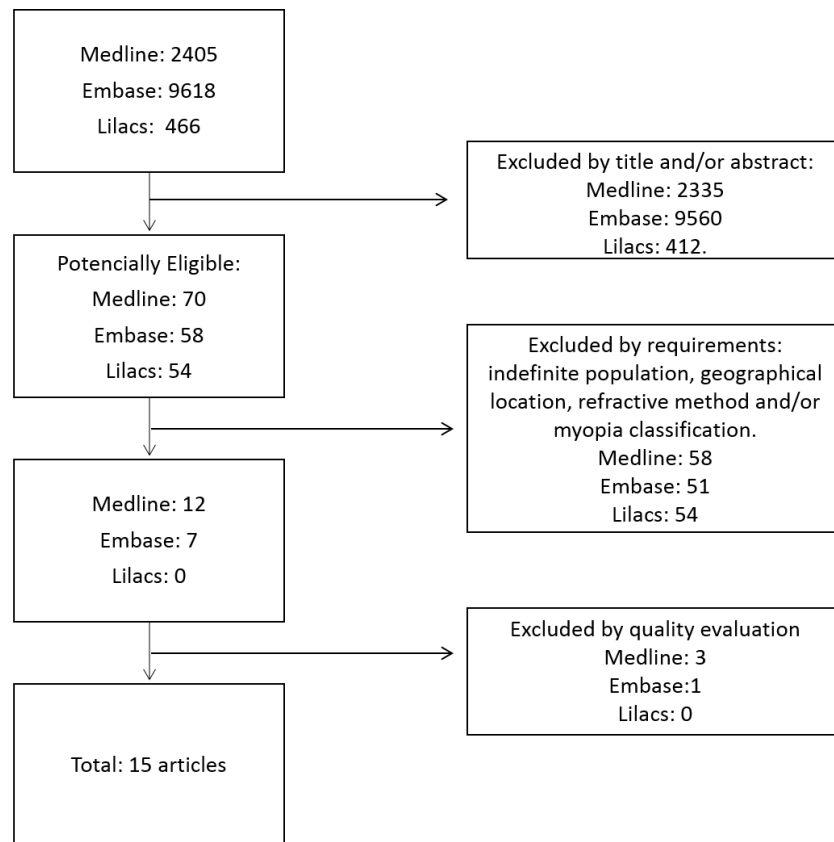 Medline: 2405
Embase: 9618
Lilacs: 466
Excluded by title and/or abstract:
Medline: 2335
Embase: 9560
Lilacs: 412.
Potencially Eligible:
Medline: 70
Embase: 58
Lilacs: 54
Excluded by requirements:
indefinite population, geographical
location, refractive method and/or
myopia classification.
Medline: 58
Embase: 51
Lilacs: 54
Medline: 12
Embase: 7
Lilacs: 0
Excluded by quality evaluation
Medline: 3
Embase:1
Lilacs: 0
Total: 15 articles